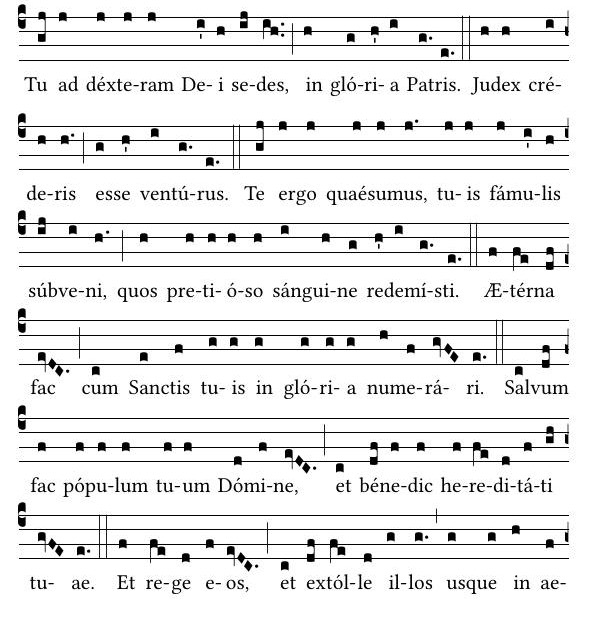 Tu ad déxte-ram De-i se-des, in gló-ri-a Patris. Judex cré-
de-ris esse ventú-rus. Te ergo quaésumus, tu-is fámu-lis
súbve-ni, quos pre-ti-ó-so sángui-ne redemí-sti. Æ-térna
fac cum Sanctis tu-is in gló-ri-a nume-rá-ri. Salvum
fac pópu-lum tu-um Dómi-ne, et béne-dic he-re-di-tá-ti
tu-ae. Et re-ge e-os, et extól-le il-los usque in ae-